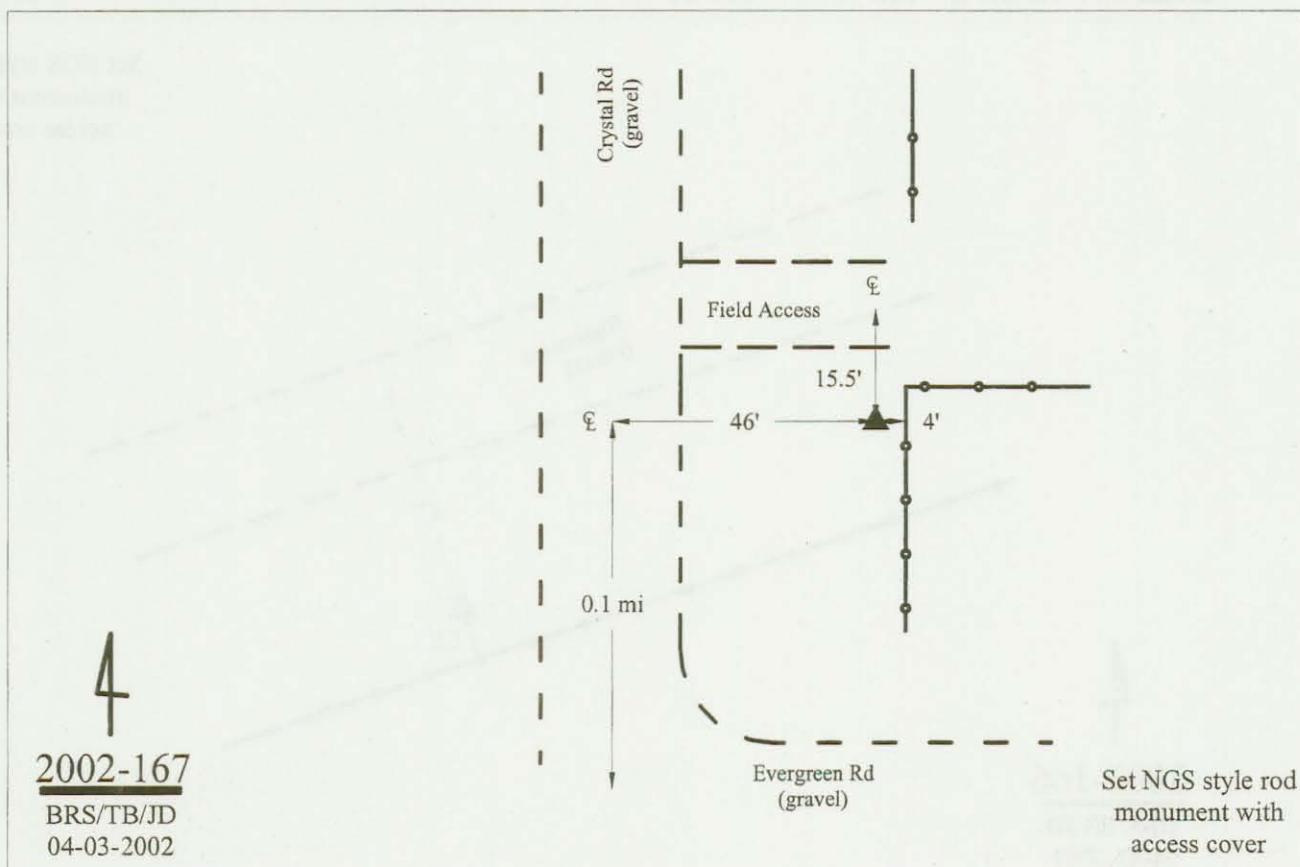 Crystal Rd
(gravel)
℄
Field Access
15.5'
℄
46'
4'
0.1 mi
2002-167
BRS/TB/JD
04-03-2002
Evergreen Rd
(gravel)
Set NGS style rod
monument with
access cover